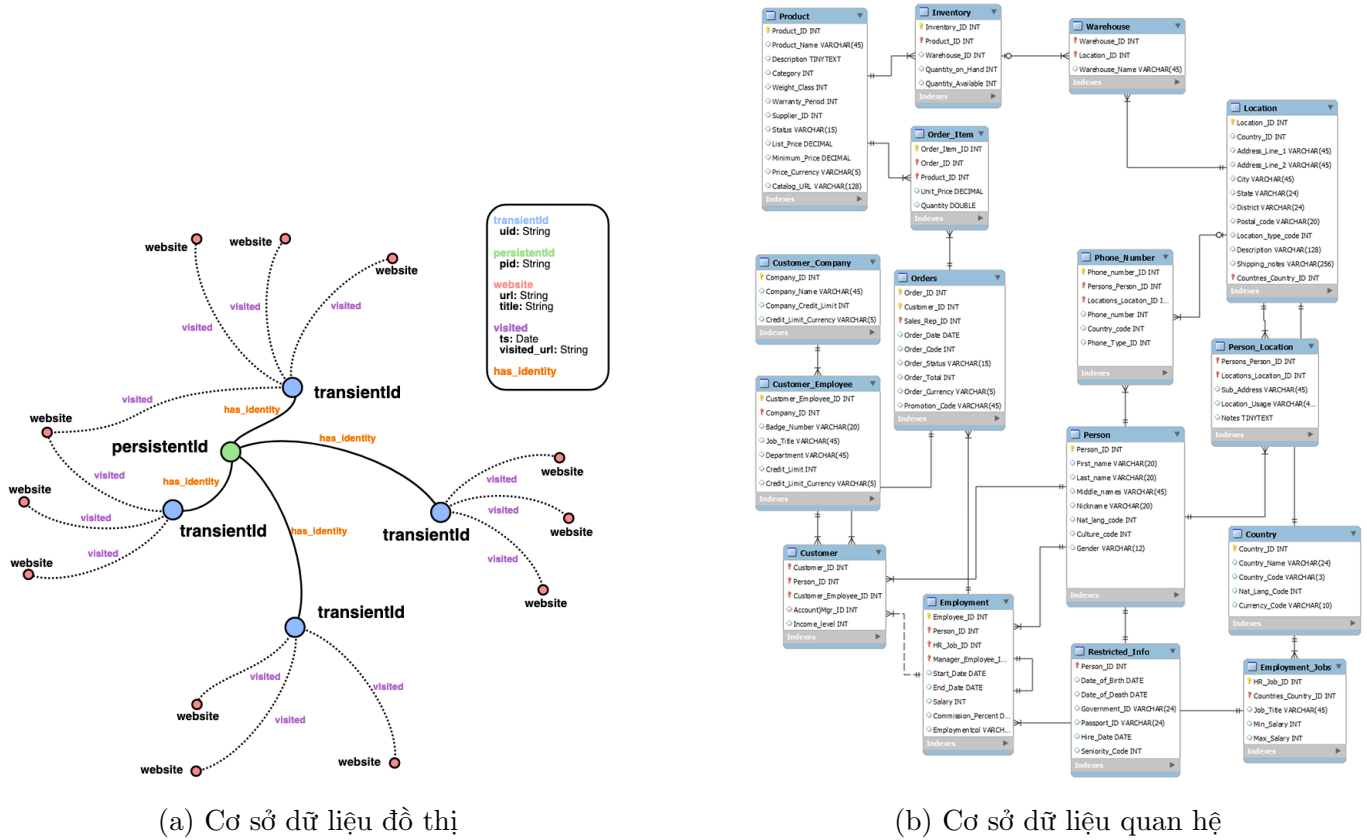 website
website
website
visited
visited
visited
transientId
uid: String
persistentId
pid: String
website
url: String
title: String
visited
ts: Date
visited_url: String
has_identity
transientId
visited
has_identity
website
persistentId
has_identity
visited
has_identity
website
visited
website
transientId
visited
website
visited
visited
website
visited
website
transientId
has_identity
transientId
visited
visited
visited
website
website
website
(a) Cơ sở dữ liệu đồ thị
Product
Product_ID INT
Product_Name VARCHAR(45)
Description TINYTEXT
Category INT
Weight_Class INT
Warranty_Period INT
Supplier_ID INT
Status VARCHAR(15)
List_Price DECIMAL
Minimum_Price DECIMAL
Price_Currency VARCHAR(5)
Catalog_URL VARCHAR(128)
Indexes
Inventory
Inventory_ID INT
Product_ID INT
Warehouse_ID INT
Quantity_on_Hand INT
Quantity_Available INT
Indexes
Warehouse
Warehouse_ID INT
Location_ID INT
Warehouse_Name VARCHAR(45)
Indexes
Order_Item
Order_Item_ID INT
Order_ID INT
Product_ID INT
Unit_Price DECIMAL
Quantity DOUBLE
Indexes
Location
Location_ID INT
Country_ID INT
Address_Line_1 VARCHAR(45)
Address_Line_2 VARCHAR(45)
City VARCHAR(45)
State VARCHAR(24)
District VARCHAR(24)
Postal_code VARCHAR(20)
Location_type_code INT
Description VARCHAR(128)
Shipping_notes VARCHAR(256)
Countries_Country_ID INT
Indexes
Customer_Company
Company_ID INT
Company_Name VARCHAR(45)
Company_Credit_Limit INT
Credit_Limit_Currency VARCHAR(5)
Indexes
Orders
Order_ID INT
Customer_ID INT
Sales_Rep_ID INT
Order_Date DATE
Order_Code INT
Order_Status VARCHAR(15)
Order_Total INT
Order_Currency VARCHAR(5)
Promotion_Code VARCHAR(45)
Indexes
Phone_Number
Phone_number_ID INT
Persons_Person_ID INT
Locations_Location_ID I...
Phone_number INT
Country_code INT
Phone_Type_ID INT
Indexes
Person_Location
Persons_Person_ID INT
Locations_Location_ID INT
Sub_Address VARCHAR(45)
Location_Usage VARCHAR(4...
Notes TINYTEXT
Indexes
Customer_Employee
Customer_Employee_ID INT
Company_ID INT
Badge_Number VARCHAR(20)
Job_Title VARCHAR(45)
Department VARCHAR(45)
Credit_Limit INT
Credit_Limit_Currency VARCHAR(5)
Indexes
Person
Person_ID INT
First_name VARCHAR(20)
Last_name VARCHAR(20)
Middle_names VARCHAR(45)
Nickname VARCHAR(20)
Nat_lang_code INT
Culture_code INT
Gender VARCHAR(12)
Indexes
Customer
Customer_ID INT
Person_ID INT
Customer_Employee_ID INT
AccountMgr_ID INT
Income_level INT
Indexes
Country
Country_ID INT
Country_Name VARCHAR(24)
Country_Code VARCHAR(3)
Nat_Lang_Code INT
Currency_Code VARCHAR(10)
Indexes
Employment
Employee_ID INT
Person_ID INT
HR_Job_ID INT
Manager_Employee_I...
Start_Date DATE
End_Date DATE
Salary INT
Commission_Percent D...
Employmentcol VARCH...
Indexes
Restricted_Info
Person_ID INT
Date_of_Birth DATE
Date_of_Death DATE
Government_ID VARCHAR(24)
Passport_ID VARCHAR(24)
Hire_Date DATE
Seniority_Code INT
Indexes
Employment_Jobs
HR_Job_ID INT
Countries_Country_ID INT
Job_Title VARCHAR(45)
Min_Salary INT
Max_Salary INT
Indexes
(b) Cơ sở dữ liệu quan hệ